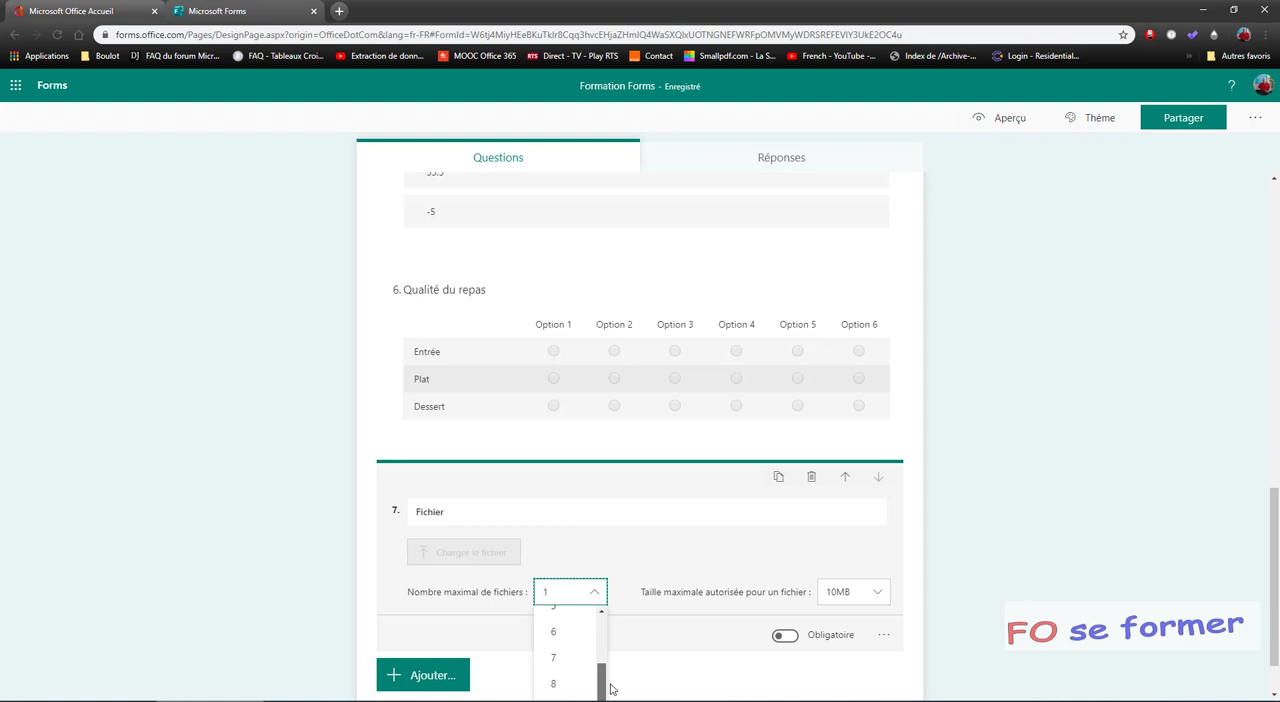 Microsoft Office Accueil
Microsoft Forms
forms.office.com/Pages/DesignPage.aspx?origin=OfficeDotCom&lang=fr-FR#FormId=W6tj4MiyHEeBKuTkIr8Cqq3hvcEHjaZHmlQ4WaSXQlxUOTNGNEFWRFpOMVMyWDRSREFEVlY3UkE2OC4u
Applications
Boulot
FAQ du forum Micr...
FAQ - Tableaux Croi...
Extraction de donn...
MOOC Office 365
RTS Direct - TV - Play RTS
Contact
Smallpdf.com - La S...
French - YouTube -...
Index de /Archive-...
Login - Residential...
Autres favoris
Forms
Formation Forms - Enregistré
?
Aperçu
Thème
Partager
...
Questions
Réponses
-5
6. Qualité du repas
Option 1 Option 2 Option 3 Option 4 Option 5 Option 6
Entrée
Plat
Dessert
7. Fichier
Charger le fichier
Nombre maximal de fichiers : 1 Taille maximale autorisée pour un fichier : 10MB
6
7
8
Obligatoire
...
Ajouter...
FO se former